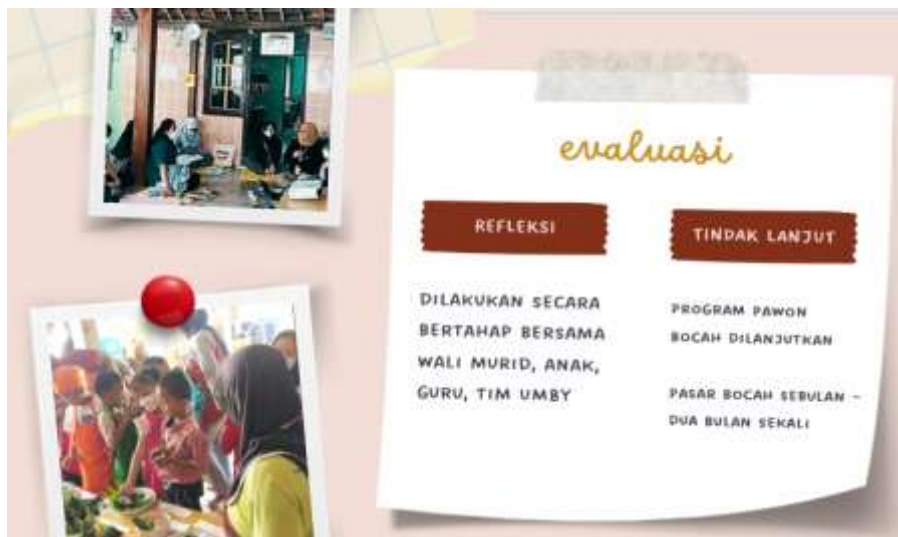 evaluasi
REFLEKSI
DILAKUKAN SECARA
BERTAHAP BERSAMA
WALI MURID, ANAK,
GURU, TIM UMBY
TINDAK LANJUT
PROGRAM PAWON
BOCAH DILANJUTKAN
PASAR BOCAH SEBULAN -
DUA BULAN SEKALI